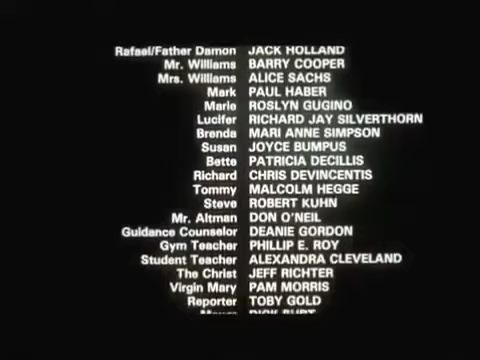 Rafael/Father Damon JACK HOLLAND
Mr. Williams BARRY COOPER
Mrs. Williams ALICE SACHS
Mark PAUL HABER
Marie ROSLYN GUGINO
Lucifer RICHARD JAY SILVERTHORN
Brenda MARI ANNE SIMPSON
Susan JOYCE BUMPUS
Bette PATRICIA DECILLIS
Richard CHRIS DEVINCENTIS
Tommy MALCOLM HEGGE
Steve ROBERT KUHN
Mr. Altman DON O'NEIL
Guidance Counselor DEANIE GORDON
Gym Teacher PHILLIP E. ROY
Student Teacher ALEXANDRA CLEVELAND
The Christ JEFF RICHTER
Virgin Mary PAM MORRIS
Reporter TOBY GOLD